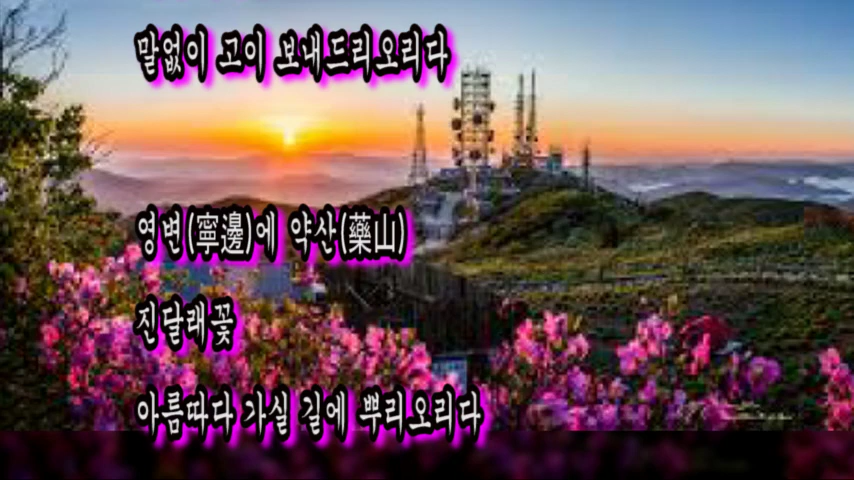 말없이 고이 보내드리오리다
영변(寧邊)에 약산(藥山)
진달래꽃
아름따다 가실 길에 뿌리오리다